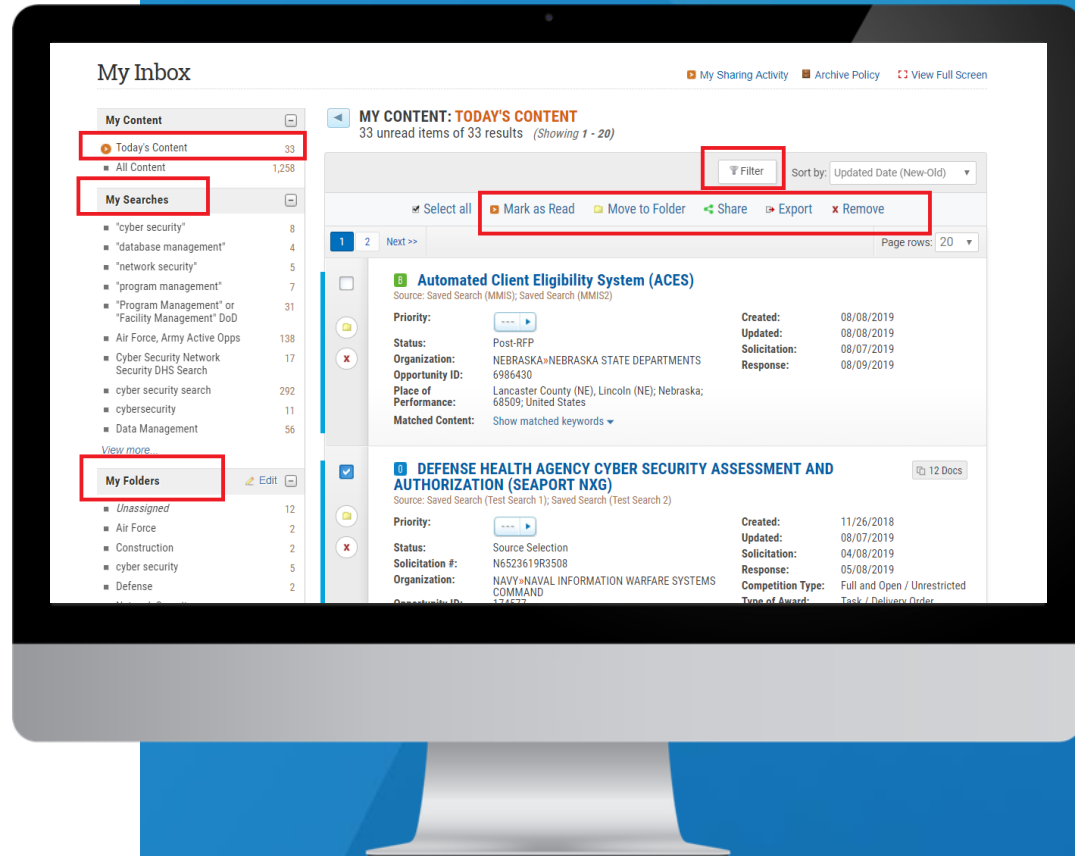 My Inbox
My Sharing Activity Archive Policy View Full Screen
My Content
Today's Content 33
All Content 1,258
My Searches
"cyber security" 8
"database management" 4
"network security" 5
"program management" 7
"Program Management" or 31
"Facility Management" DoD
Air Force, Army Active Opps 138
Cyber Security Network 17
Security DHS Search
cyber security search 292
cybersecurity 11
Data Management 56
View more...
My Folders Edit
Unassigned 12
Air Force 2
Construction 2
cyber security 5
Defense 2
MY CONTENT: TODAY'S CONTENT
33 unread items of 33 results (Showing 1 - 20)
Filter Sort by: Updated Date (New-Old)
Select all Mark as Read Move to Folder Share Export x Remove
1 2 Next >> Page rows: 20
B Automated Client Eligibility System (ACES)
Source: Saved Search (MMIS); Saved Search (MMIS2)
Priority: ---
Status: Post-RFP
Organization: NEBRASKA»NEBRASKA STATE DEPARTMENTS
Opportunity ID: 6986430
Place of Lancaster County (NE), Lincoln (NE); Nebraska;
Performance: 68509; United States
Matched Content: Show matched keywords
Created: 08/08/2019
Updated: 08/08/2019
Solicitation: 08/07/2019
Response: 08/09/2019
x
O DEFENSE HEALTH AGENCY CYBER SECURITY ASSESSMENT AND
AUTHORIZATION (SEAPORT NXG)
12 Docs
Source: Saved Search (Test Search 1); Saved Search (Test Search 2)
Priority: ---
Status: Source Selection
Solicitation #: N6523619R3508
Organization: NAVY»NAVAL INFORMATION WARFARE SYSTEMS
COMMAND
Opportunity ID: 174577
Created: 11/26/2018
Updated: 08/07/2019
Solicitation: 04/08/2019
Response: 05/08/2019
Competition Type: Full and Open / Unrestricted
Type of Award: Task / Delivery Order
x